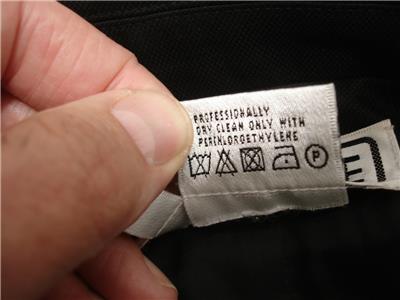 PROFESSIONALLY
DRY CLEAN ONLY WITH
PERCHLORGETHYLENE
P